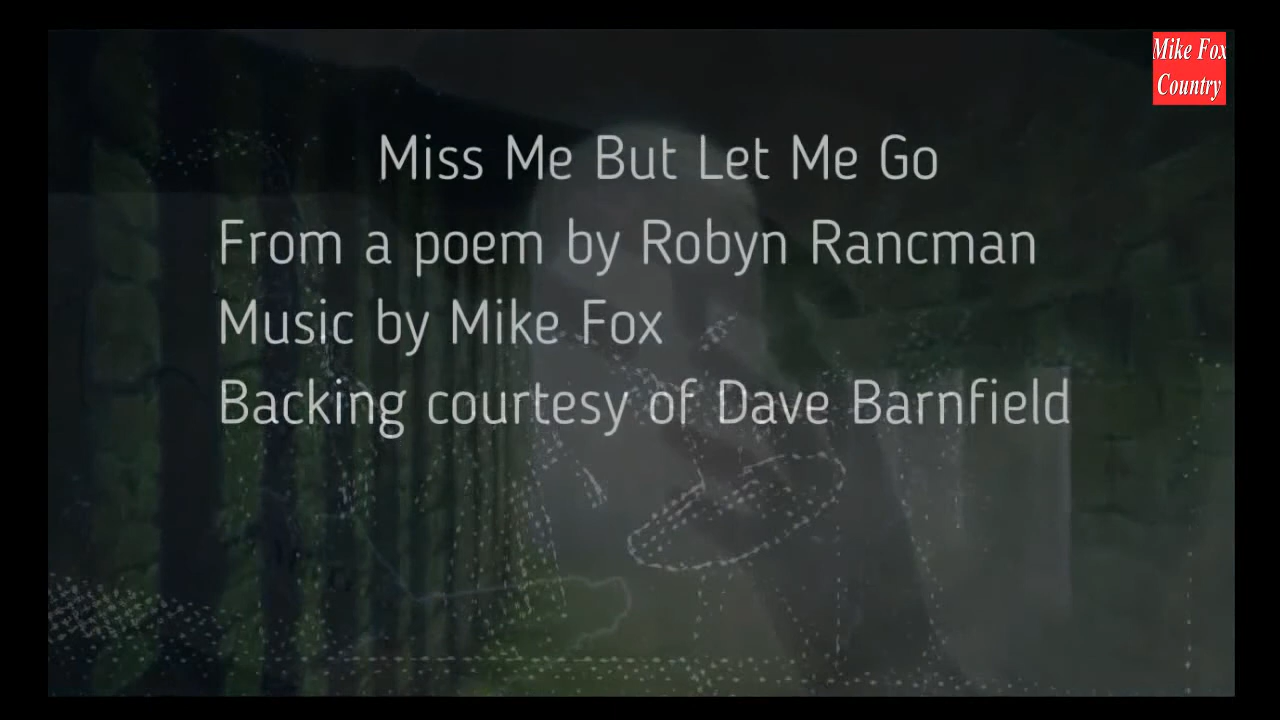 Mike Fox
Country
Miss Me But Let Me Go
From a poem by Robyn Rancman
Music by Mike Fox
Backing courtesy of Dave Barnfield